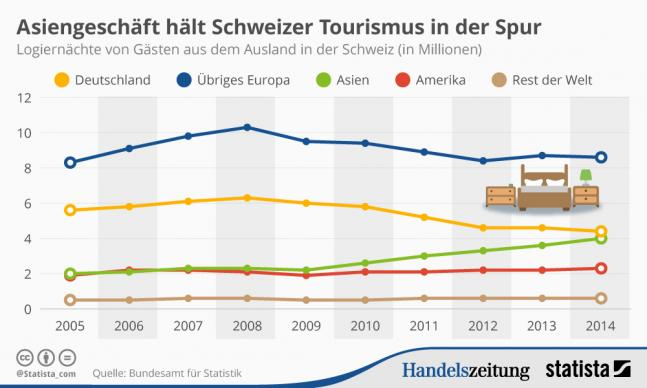 Asiengeschäft hält Schweizer Tourismus in der Spur
Logiernächte von Gästen aus dem Ausland in der Schweiz (in Millionen)
Deutschland Übriges Europa Asien Amerika Rest der Welt
12
10
8
6
4
2
0
2005 2006 2007 2008 2009 2010 2011 2012 2013 2014
@Statista_com Quelle: Bundesamt für Statistik
Handelszeitung statista